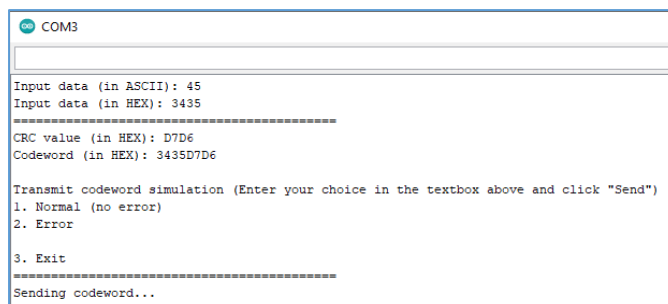 COM3
Input data (in ASCII): 45
Input data (in HEX): 3435
===========================================
CRC value (in HEX): D7D6
Codeword (in HEX): 3435D7D6
Transmit codeword simulation (Enter your choice in the textbox above and click "Send")
1. Normal (no error)
2. Error
3. Exit
===========================================
Sending codeword...